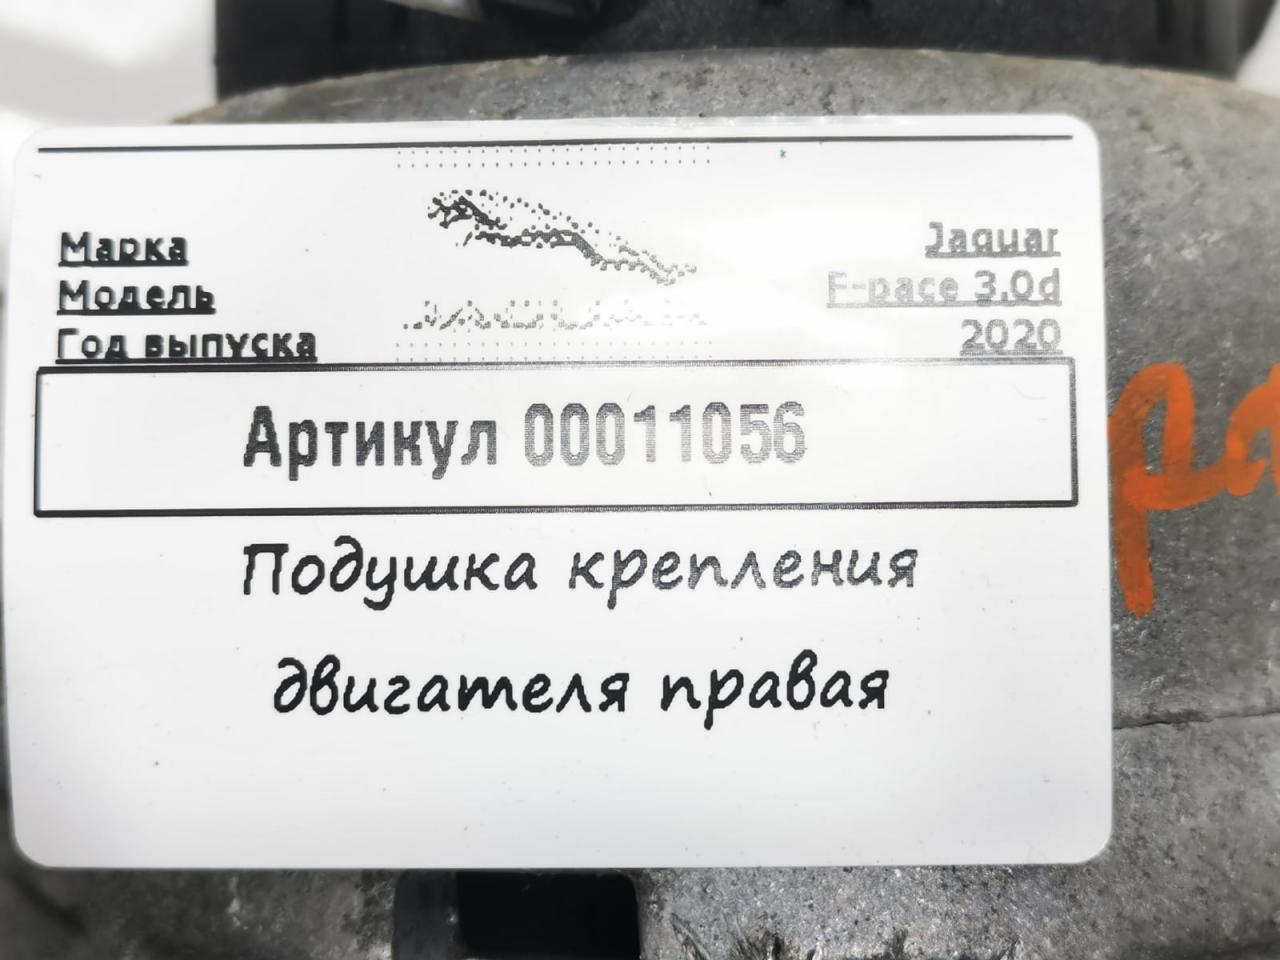 Марка Jaguar
Модель F-pace 3.0d
Год выпуска 2020
Артикул 00011056
Подушка крепления
двигателя правая